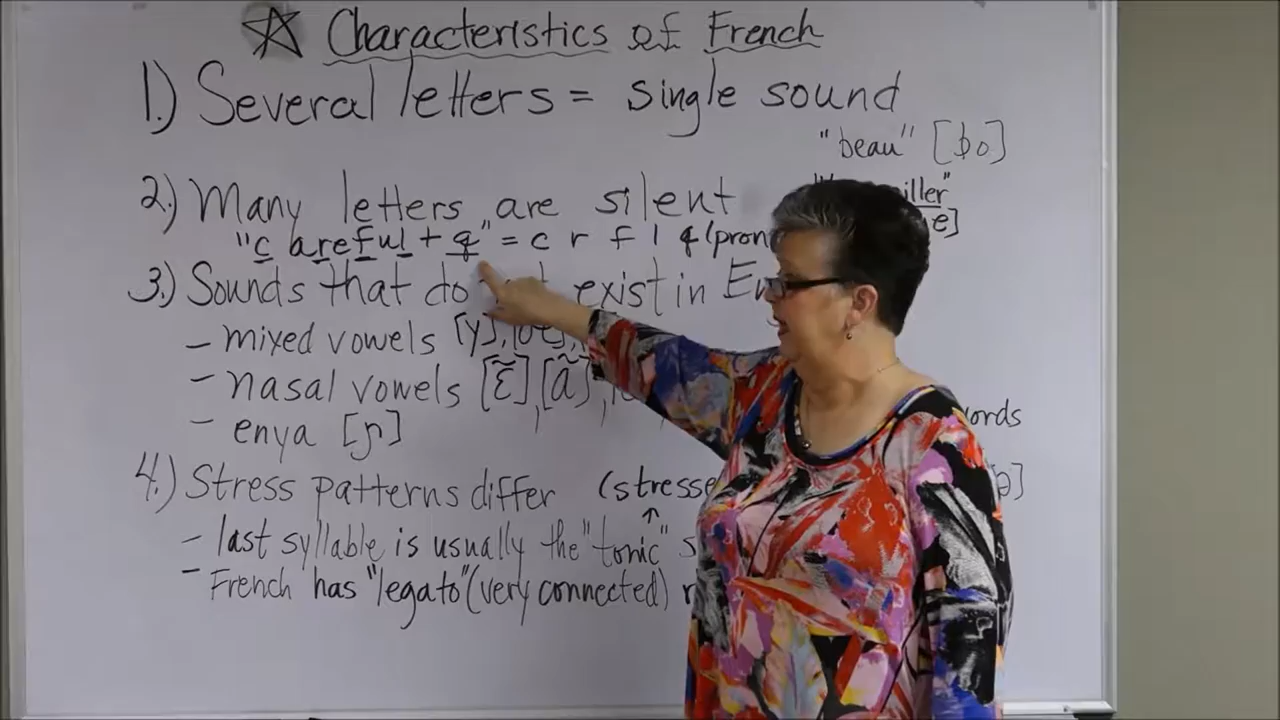 ☆ Characteristics of French
1.) Several letters = single sound
"beau" [bo]
2.) Many letters are silent
"careful + q" = c r f l q (pron
3.) Sounds that do exist in
- mixed vowels [y], [œ],
- nasal vowels [ɛ̃], [ɑ̃],
- enya [ɲ]
4.) Stress patterns differ (stresse
- last syllable is usually the "tonic" s
- French has "legato" (very connected) r